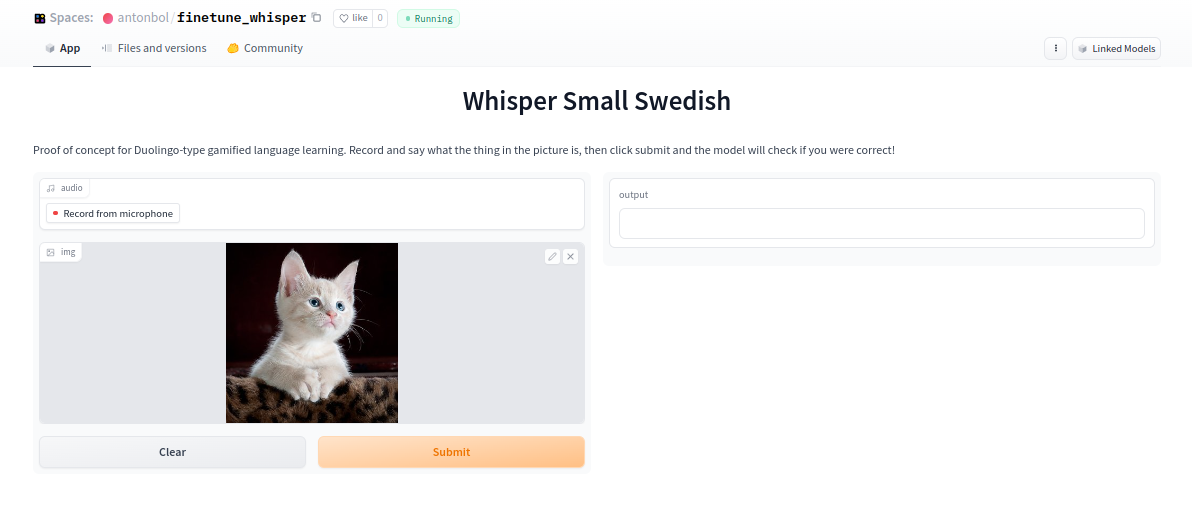 Spaces: antonbol/finetune_whisper like 0 Running
App Files and versions Community Linked Models
Whisper Small Swedish
Proof of concept for Duolingo-type gamified language learning. Record and say what the thing in the picture is, then click submit and the model will check if you were correct!
audio
Record from microphone
img
Clear Submit
output